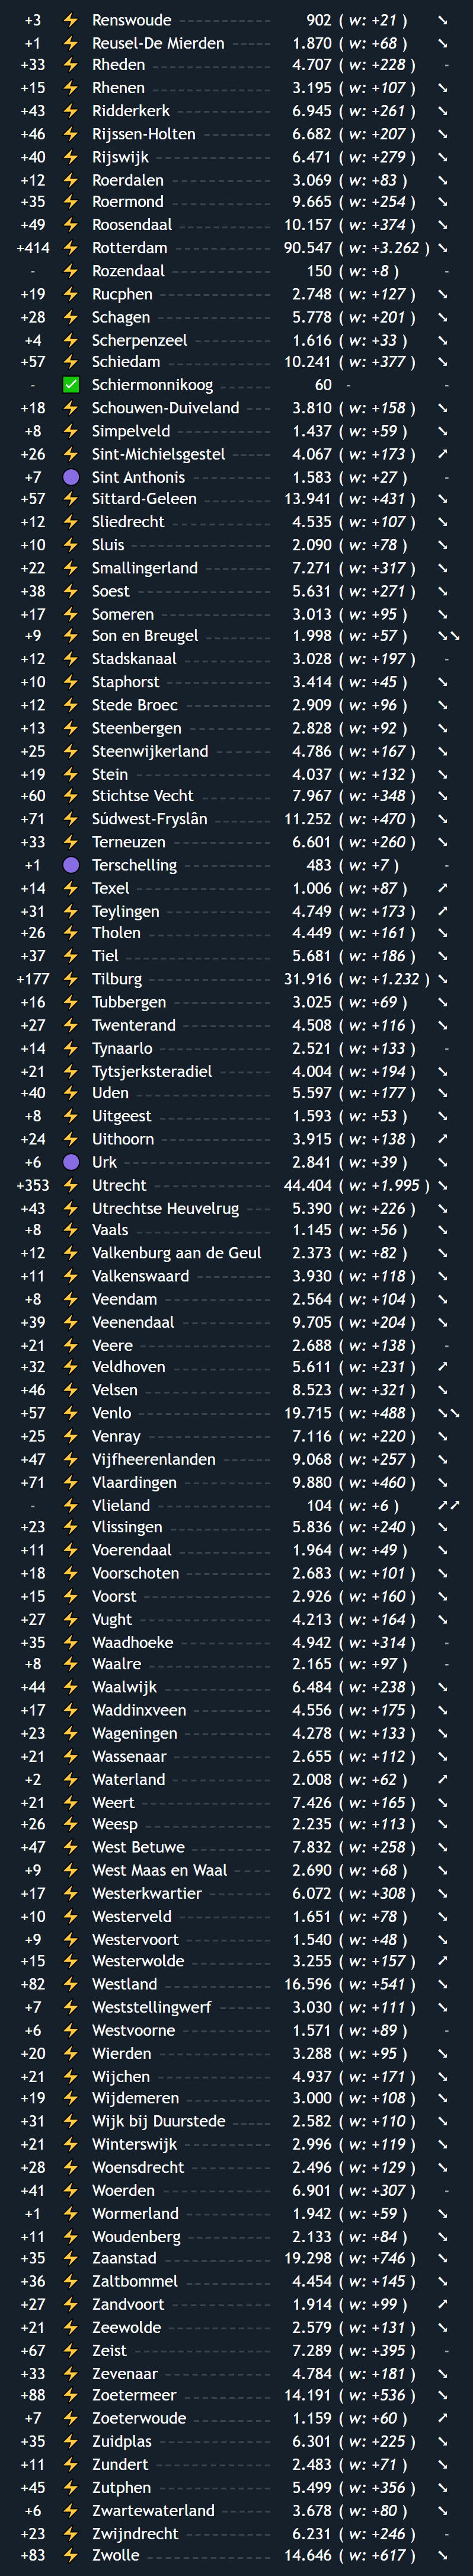 +3 ⚡ Renswoude 902 ( w: +21 ) ↘
+1 ⚡ Reusel-De Mierden 1.870 ( w: +68 ) ↘
+33 ⚡ Rheden 4.707 ( w: +228 ) -
+15 ⚡ Rhenen 3.195 ( w: +107 ) ↘
+43 ⚡ Ridderkerk 6.945 ( w: +261 ) ↘
+46 ⚡ Rijssen-Holten 6.682 ( w: +207 ) ↘
+40 ⚡ Rijswijk 6.471 ( w: +279 ) ↘
+12 ⚡ Roerdalen 3.069 ( w: +83 ) ↘
+35 ⚡ Roermond 9.665 ( w: +254 ) ↘
+49 ⚡ Roosendaal 10.157 ( w: +374 ) ↘
+414 ⚡ Rotterdam 90.547 ( w: +3.262 ) ↘
- ⚡ Rozendaal 150 ( w: +8 ) -
+19 ⚡ Rucphen 2.748 ( w: +127 ) ↘
+28 ⚡ Schagen 5.778 ( w: +201 ) ↘
+4 ⚡ Scherpenzeel 1.616 ( w: +33 ) ↘
+57 ⚡ Schiedam 10.241 ( w: +377 ) ↘
- ✅ Schiermonnikoog 60 - -
+18 ⚡ Schouwen-Duiveland 3.810 ( w: +158 ) ↘
+8 ⚡ Simpelveld 1.437 ( w: +59 ) ↘
+26 ⚡ Sint-Michielsgestel 4.067 ( w: +173 ) ↗
+7 🟣 Sint Anthonis 1.583 ( w: +27 ) -
+57 ⚡ Sittard-Geleen 13.941 ( w: +431 ) ↘
+12 ⚡ Sliedrecht 4.535 ( w: +107 ) ↘
+10 ⚡ Sluis 2.090 ( w: +78 ) ↘
+22 ⚡ Smallingerland 7.271 ( w: +317 ) ↘
+38 ⚡ Soest 5.631 ( w: +271 ) ↘
+17 ⚡ Someren 3.013 ( w: +95 ) ↘
+9 ⚡ Son en Breugel 1.998 ( w: +57 ) ↘↘
+12 ⚡ Stadskanaal 3.028 ( w: +197 ) -
+10 ⚡ Staphorst 3.414 ( w: +45 ) ↘
+12 ⚡ Stede Broec 2.909 ( w: +96 ) ↘
+13 ⚡ Steenbergen 2.828 ( w: +92 ) ↘
+25 ⚡ Steenwijkerland 4.786 ( w: +167 ) ↘
+19 ⚡ Stein 4.037 ( w: +132 ) ↘
+60 ⚡ Stichtse Vecht 7.967 ( w: +348 ) ↘
+71 ⚡ Súdwest-Fryslân 11.252 ( w: +470 ) ↘
+33 ⚡ Terneuzen 6.601 ( w: +260 ) ↘
+1 🟣 Terschelling 483 ( w: +7 ) -
+14 ⚡ Texel 1.006 ( w: +87 ) ↗
+31 ⚡ Teylingen 4.749 ( w: +173 ) ↗
+26 ⚡ Tholen 4.449 ( w: +161 ) ↘
+37 ⚡ Tiel 5.681 ( w: +186 ) ↘
+177 ⚡ Tilburg 31.916 ( w: +1.232 ) ↘
+16 ⚡ Tubbergen 3.025 ( w: +69 ) ↘
+27 ⚡ Twenterand 4.508 ( w: +116 ) ↘
+14 ⚡ Tynaarlo 2.521 ( w: +133 ) -
+21 ⚡ Tytsjerksteradiel 4.004 ( w: +194 ) ↘
+40 ⚡ Uden 5.597 ( w: +177 ) ↘
+8 ⚡ Uitgeest 1.593 ( w: +53 ) ↘
+24 ⚡ Uithoorn 3.915 ( w: +138 ) ↗
+6 🟣 Urk 2.841 ( w: +39 ) ↘
+353 ⚡ Utrecht 44.404 ( w: +1.995 ) ↘
+43 ⚡ Utrechtse Heuvelrug 5.390 ( w: +226 ) ↘
+8 ⚡ Vaals 1.145 ( w: +56 ) ↘
+12 ⚡ Valkenburg aan de Geul 2.373 ( w: +82 ) ↘
+11 ⚡ Valkenswaard 3.930 ( w: +118 ) ↘
+8 ⚡ Veendam 2.564 ( w: +104 ) ↘
+39 ⚡ Veenendaal 9.705 ( w: +204 ) ↘
+21 ⚡ Veere 2.688 ( w: +138 ) -
+32 ⚡ Veldhoven 5.611 ( w: +231 ) ↗
+46 ⚡ Velsen 8.523 ( w: +321 ) ↘
+57 ⚡ Venlo 19.715 ( w: +488 ) ↘↘
+25 ⚡ Venray 7.116 ( w: +220 ) ↘
+47 ⚡ Vijfheerenlanden 9.068 ( w: +257 ) ↘
+71 ⚡ Vlaardingen 9.880 ( w: +460 ) ↘
- ⚡ Vlieland 104 ( w: +6 ) ↗↗
+23 ⚡ Vlissingen 5.836 ( w: +240 ) ↘
+11 ⚡ Voerendaal 1.964 ( w: +49 ) ↘
+18 ⚡ Voorschoten 2.683 ( w: +101 ) ↘
+15 ⚡ Voorst 2.926 ( w: +160 ) ↘
+27 ⚡ Vught 4.213 ( w: +164 ) ↘
+35 ⚡ Waadhoeke 4.942 ( w: +314 ) -
+8 ⚡ Waalre 2.165 ( w: +97 ) -
+44 ⚡ Waalwijk 6.484 ( w: +238 ) ↘
+17 ⚡ Waddinxveen 4.556 ( w: +175 ) ↘
+23 ⚡ Wageningen 4.278 ( w: +133 ) ↘
+21 ⚡ Wassenaar 2.655 ( w: +112 ) ↘
+2 ⚡ Waterland 2.008 ( w: +62 ) ↗
+21 ⚡ Weert 7.426 ( w: +165 ) ↘
+26 ⚡ Weesp 2.235 ( w: +113 ) ↘
+47 ⚡ West Betuwe 7.832 ( w: +258 ) ↘
+9 ⚡ West Maas en Waal 2.690 ( w: +68 ) ↘
+17 ⚡ Westerkwartier 6.072 ( w: +308 ) ↘
+10 ⚡ Westerveld 1.651 ( w: +78 ) ↘
+9 ⚡ Westervoort 1.540 ( w: +48 ) ↘
+15 ⚡ Westerwolde 3.255 ( w: +157 ) ↗
+82 ⚡ Westland 16.596 ( w: +541 ) ↘
+7 ⚡ Weststellingwerf 3.030 ( w: +111 ) ↘
+6 ⚡ Westvoorne 1.571 ( w: +89 ) -
+20 ⚡ Wierden 3.288 ( w: +95 ) ↘
+21 ⚡ Wijchen 4.937 ( w: +171 ) ↘
+19 ⚡ Wijdemeren 3.000 ( w: +108 ) ↘
+31 ⚡ Wijk bij Duurstede 2.582 ( w: +110 ) ↘
+21 ⚡ Winterswijk 2.996 ( w: +119 ) ↘
+28 ⚡ Woensdrecht 2.496 ( w: +129 ) ↘
+41 ⚡ Woerden 6.901 ( w: +307 ) -
+1 ⚡ Wormerland 1.942 ( w: +59 ) ↘
+11 ⚡ Woudenberg 2.133 ( w: +84 ) ↘
+35 ⚡ Zaanstad 19.298 ( w: +746 ) ↘
+36 ⚡ Zaltbommel 4.454 ( w: +145 ) ↘
+27 ⚡ Zandvoort 1.914 ( w: +99 ) ↗
+21 ⚡ Zeewolde 2.579 ( w: +131 ) ↘
+67 ⚡ Zeist 7.289 ( w: +395 ) -
+33 ⚡ Zevenaar 4.784 ( w: +181 ) ↘
+88 ⚡ Zoetermeer 14.191 ( w: +536 ) ↘
+7 ⚡ Zoeterwoude 1.159 ( w: +60 ) ↗
+35 ⚡ Zuidplas 6.301 ( w: +225 ) ↘
+11 ⚡ Zundert 2.483 ( w: +71 ) ↘
+45 ⚡ Zutphen 5.499 ( w: +356 ) ↘
+6 ⚡ Zwartewaterland 3.678 ( w: +80 ) ↘
+23 ⚡ Zwijndrecht 6.231 ( w: +246 ) -
+83 ⚡ Zwolle 14.646 ( w: +617 ) ↘